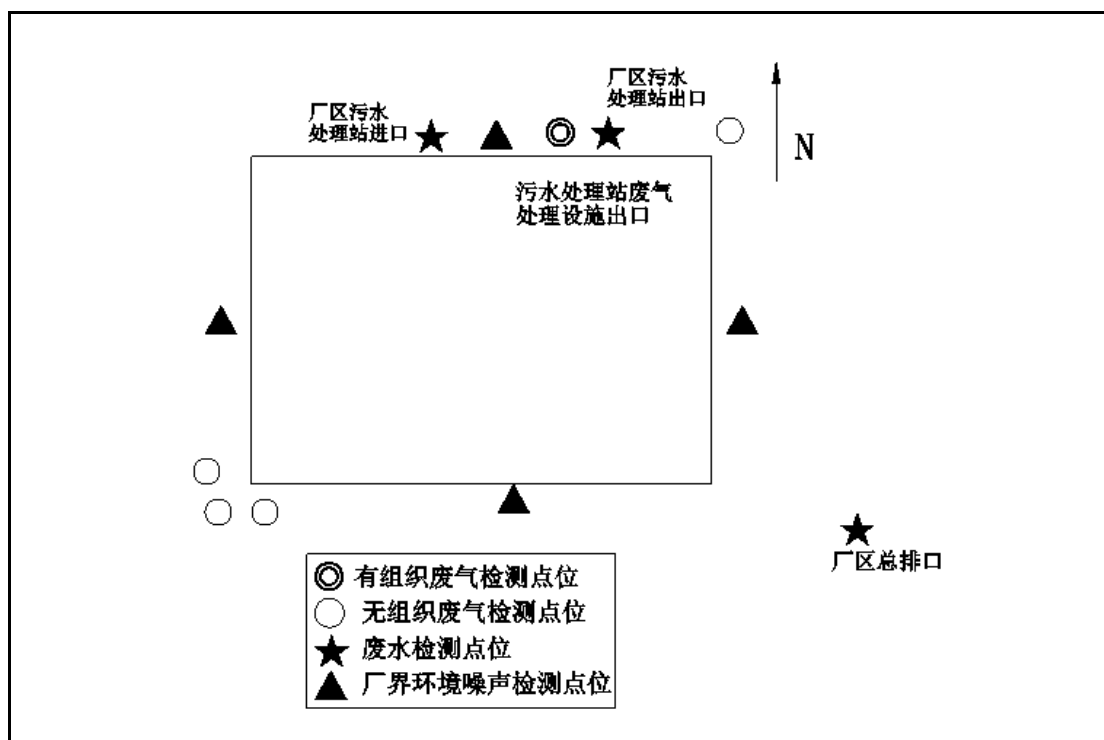 厂区污水
处理站进口
厂区污水
处理站出口
N
污水处理站废气
处理设施出口
厂区总排口
有组织废气检测点位
无组织废气检测点位
废水检测点位
厂界环境噪声检测点位